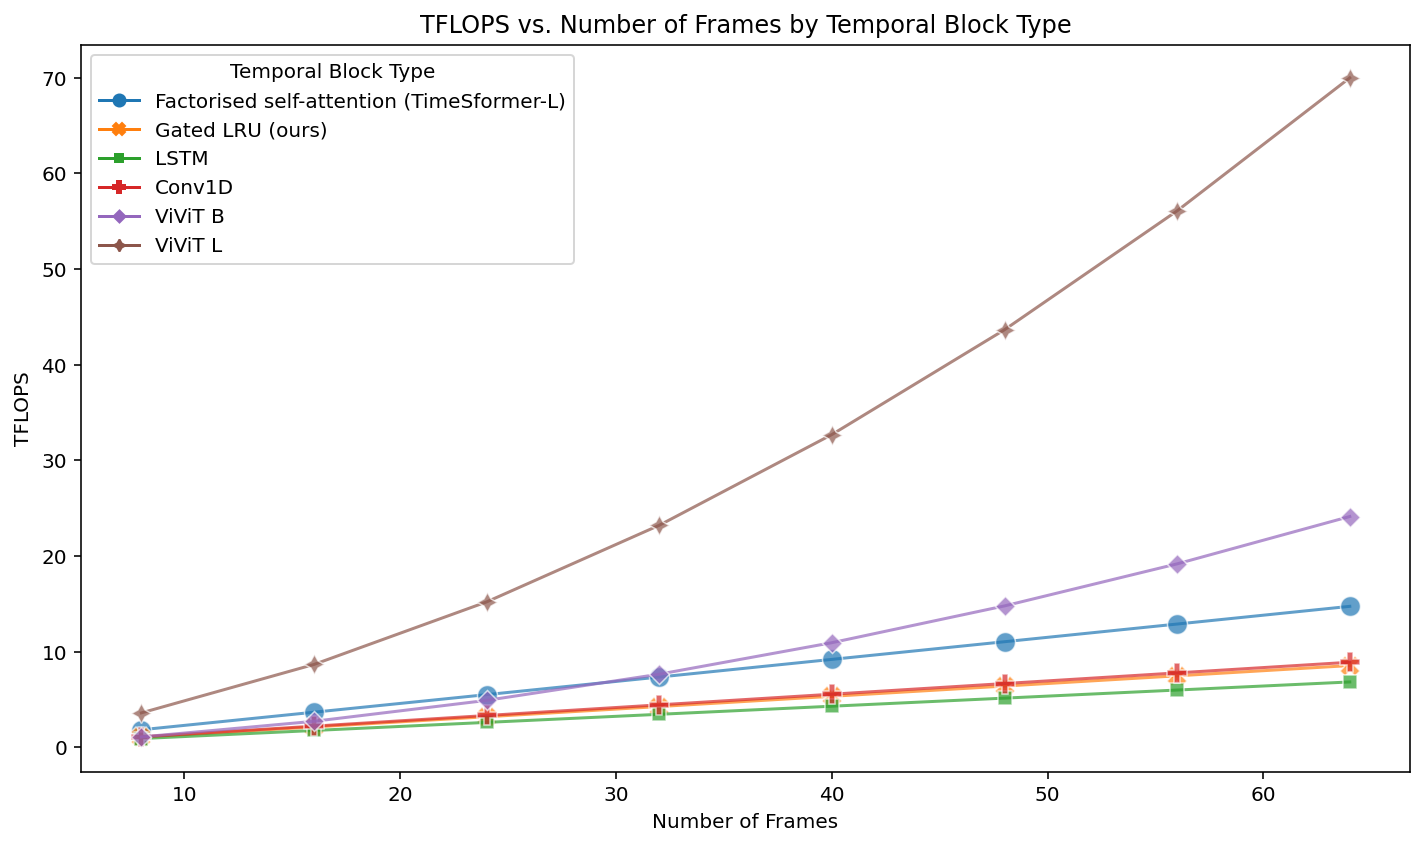 TFLOPS vs. Number of Frames by Temporal Block Type
Temporal Block Type
Factorised self-attention (TimeSformer-L)
Gated LRU (ours)
LSTM
Conv1D
ViViT B
ViViT L
TFLOPS
70
60
50
40
30
20
10
0
10
20
30
40
50
60
Number of Frames